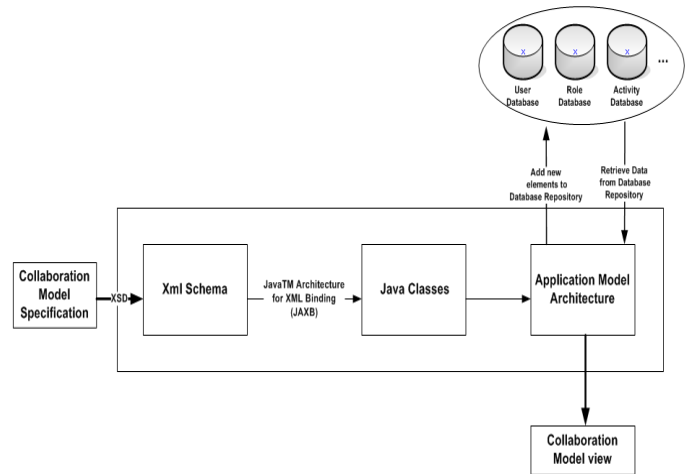 x x x
...
User Database
Role Database
Activity Database
Add new
elements to
Database Repository
Retrieve Data
from Database
Repository
Collaboration
Model
Specification
XSD
Xml Schema
JavaTM Architecture
for XML Binding
(JAXB)
Java Classes
Application Model
Architecture
Collaboration
Model view